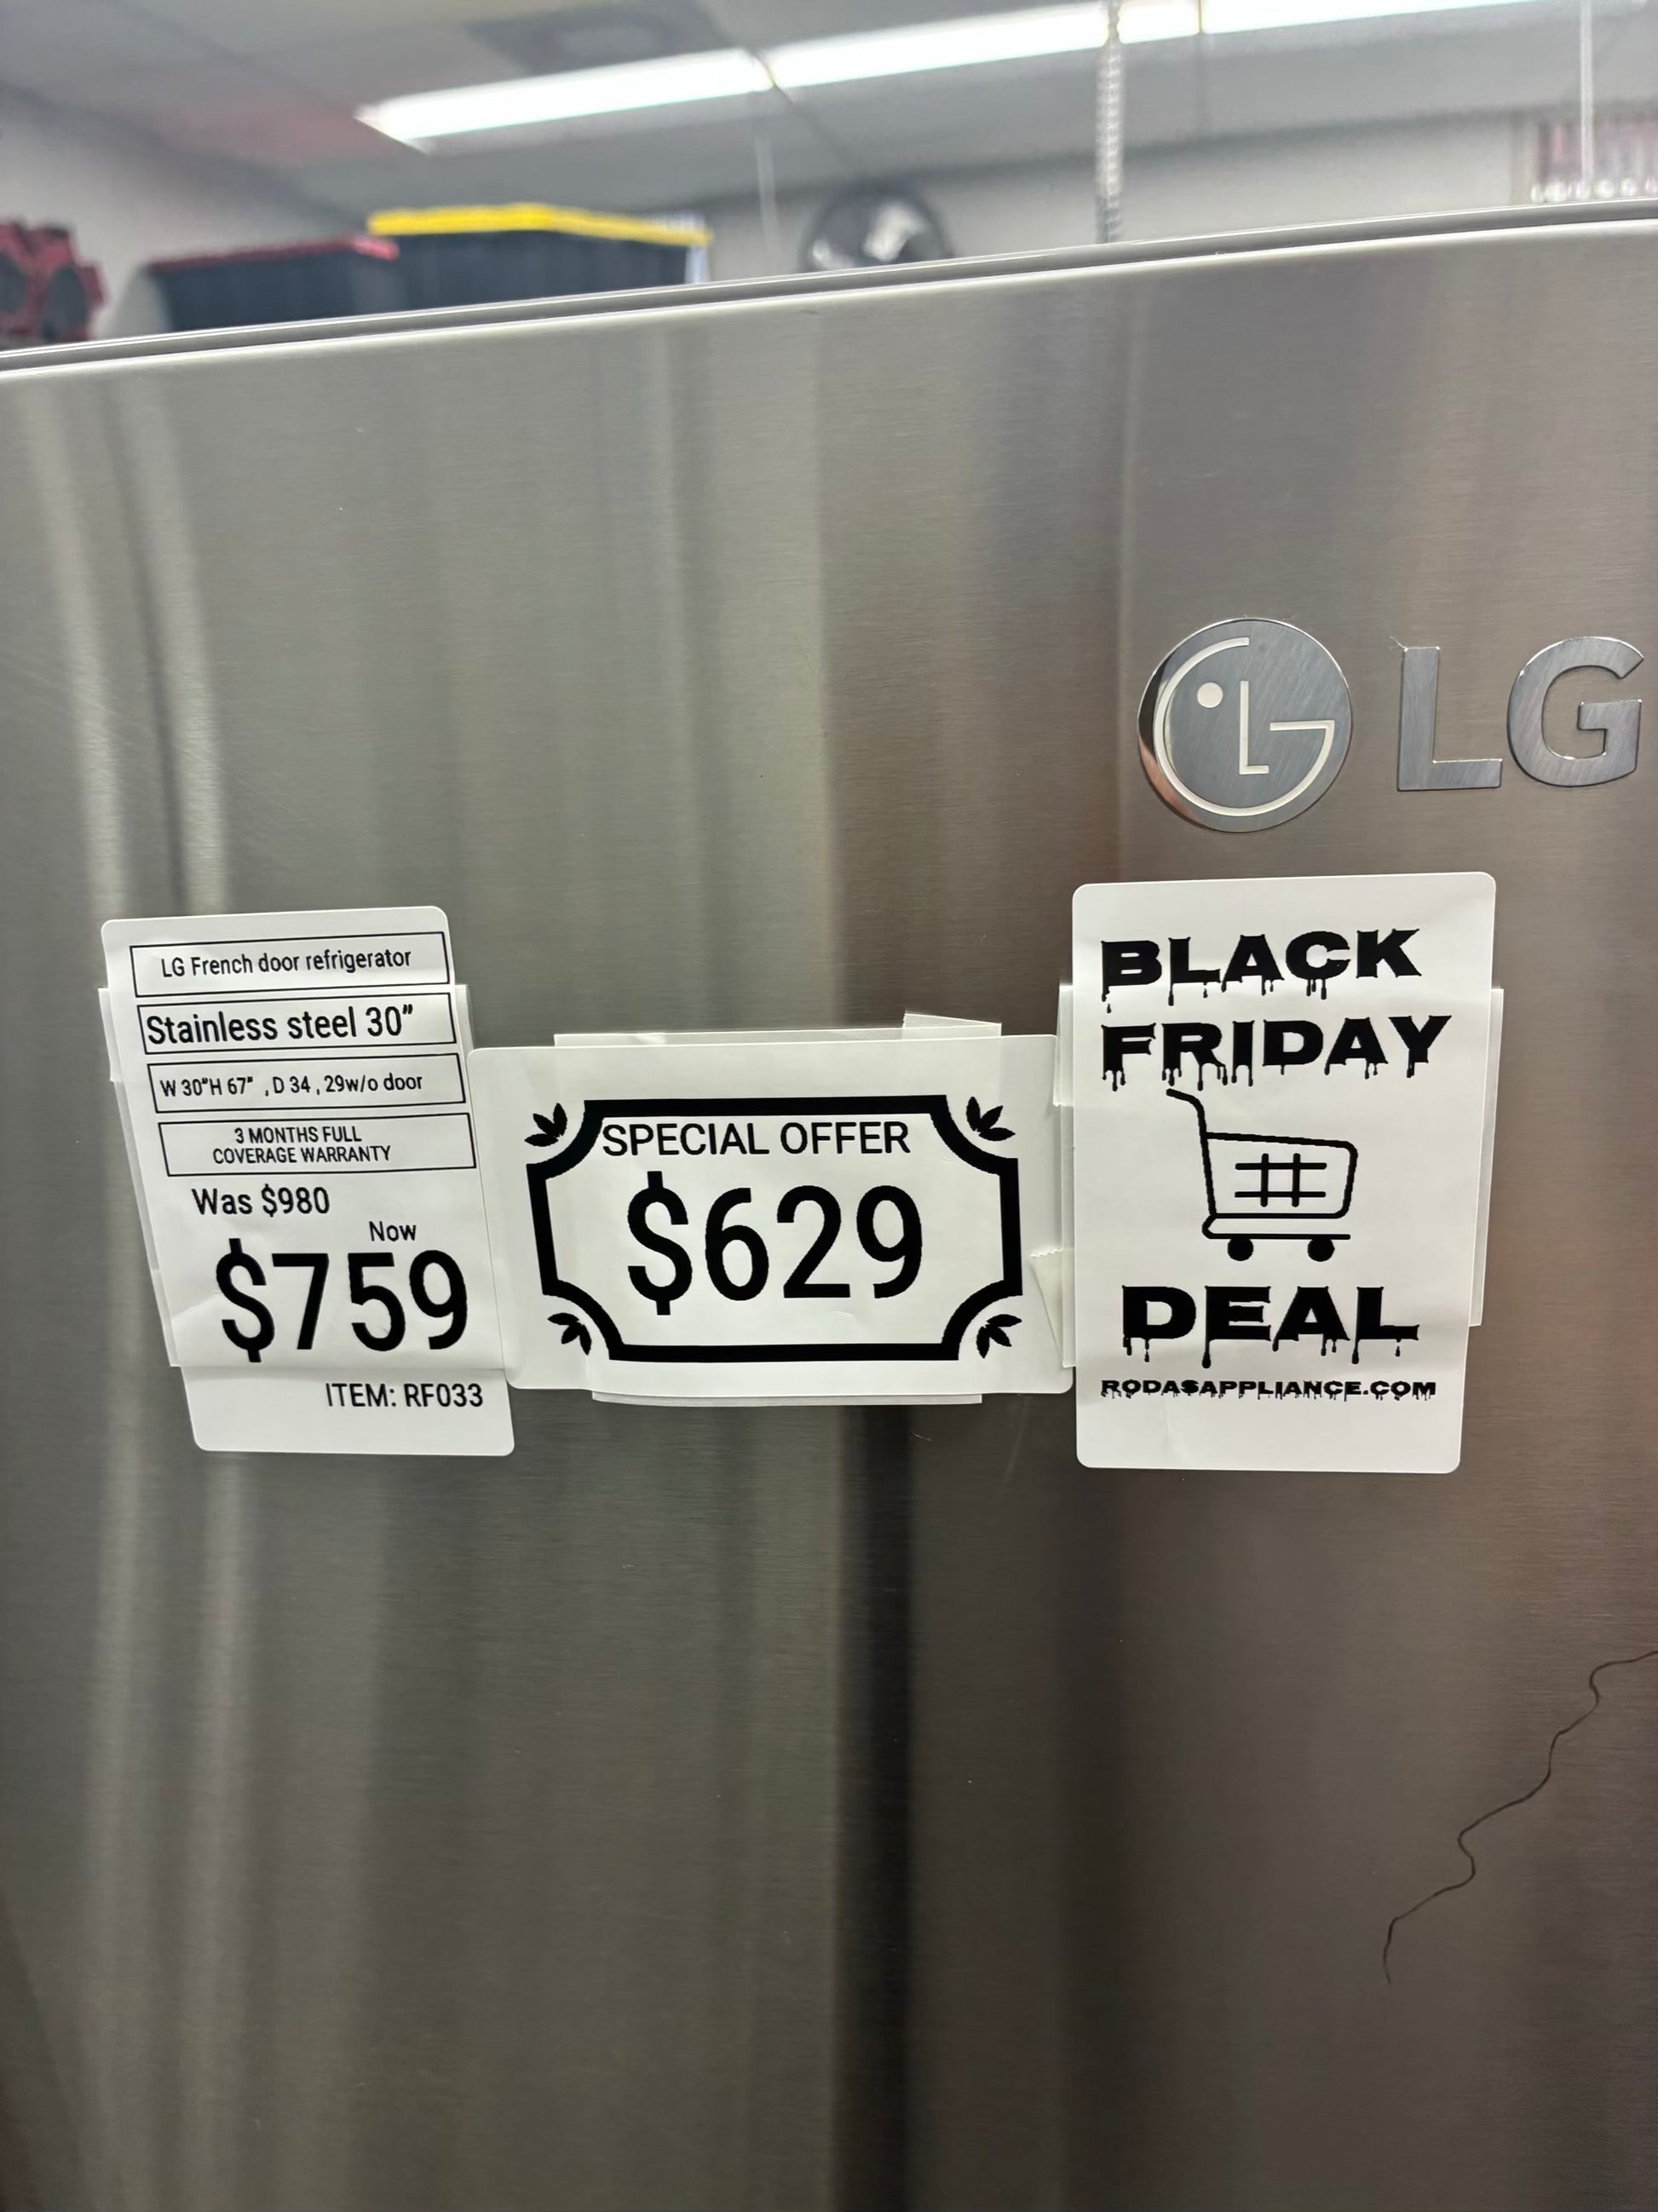 LG
LG French door refrigerator
Stainless steel 30"
W 30"H 67" , D 34 , 29w/o door
3 MONTHS FULL
COVERAGE WARRANTY
Was $980
Now
$759
ITEM: RF033
SPECIAL OFFER
$629
BLACK
FRIDAY
DEAL
RODASAPPLIANCE.COM